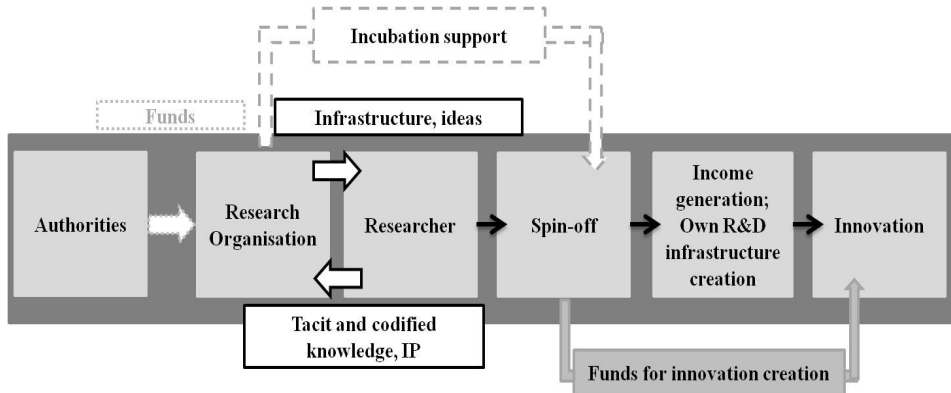 Incubation support
Funds
Infrastructure, ideas
Authorities
Research
Organisation
Researcher
Spin-off
Income
generation;
Own R&D
infrastructure
creation
Innovation
Tacit and codified
knowledge, IP
Funds for innovation creation